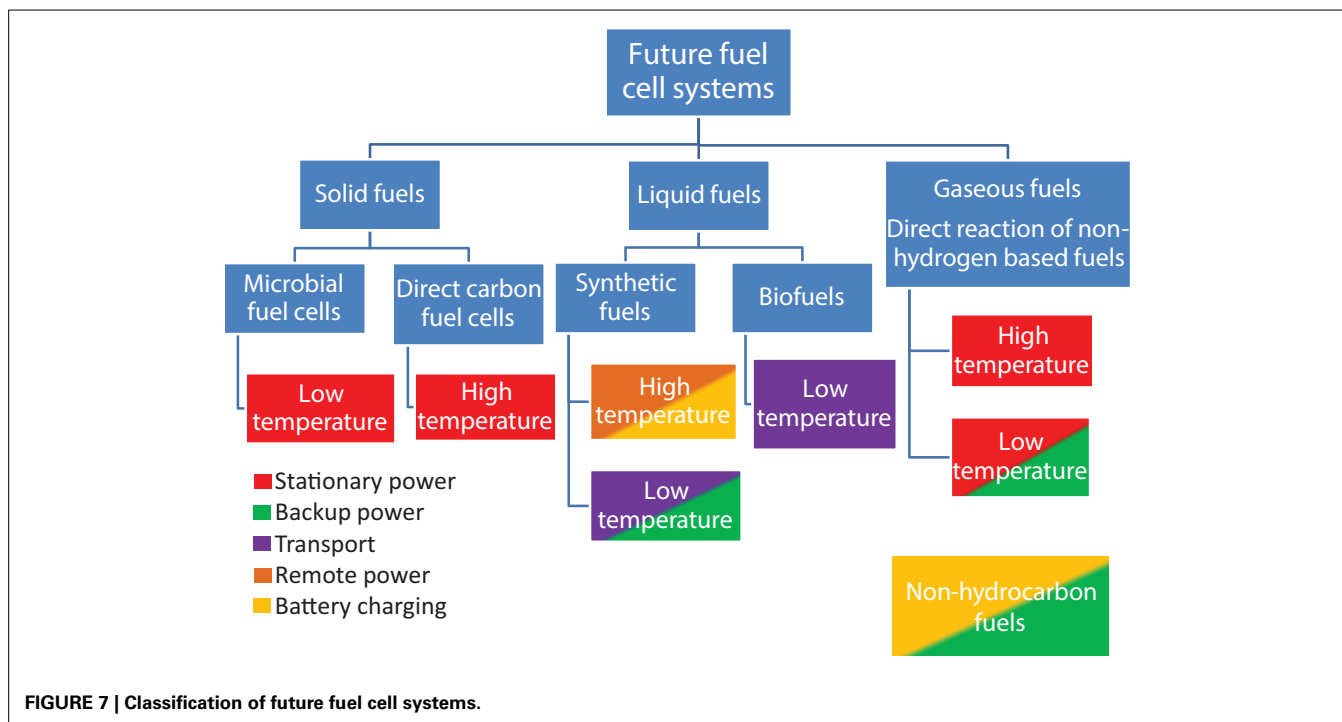 Future fuel
cell systems
Solid fuels
Liquid fuels
Gaseous fuels
Direct reaction of non-
hydrogen based fuels
Microbial
fuel cells
Direct carbon
fuel cells
Synthetic
fuels
Biofuels
Low
temperature
High
temperature
High
temperature
Low
temperature
High
temperature
Low
temperature
Low
temperature
Stationary power
Backup power
Transport
Remote power
Battery charging
Non-hydrocarbon
fuels
FIGURE 7 | Classification of future fuel cell systems.